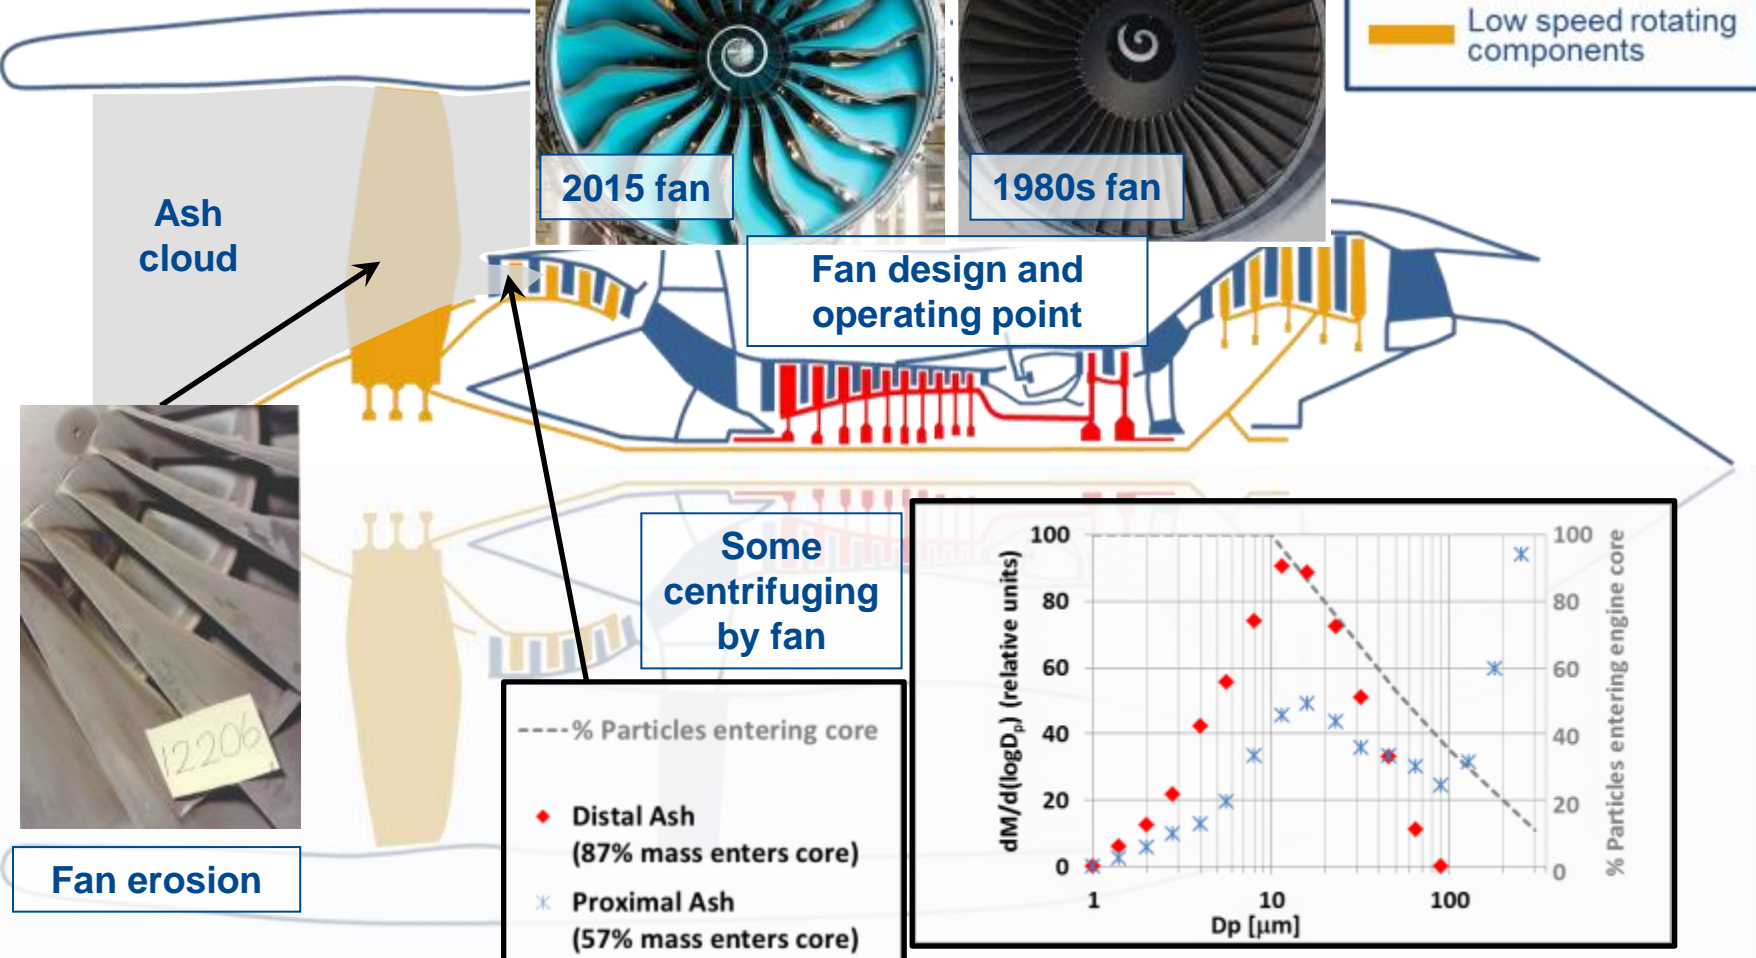 Low speed rotating
components
2015 fan
1980s fan
Ash
cloud
Fan design and
operating point
Some
centrifuging
by fan
12206
Fan erosion
% Particles entering core
Distal Ash
(87% mass enters core)
Proximal Ash
(57% mass enters core)
dM/d(logDp) (relative units)
100
80
60
40
20
0
1
10
100
Dp [µm]
100
80
60
40
20
0
% Particles entering engine core